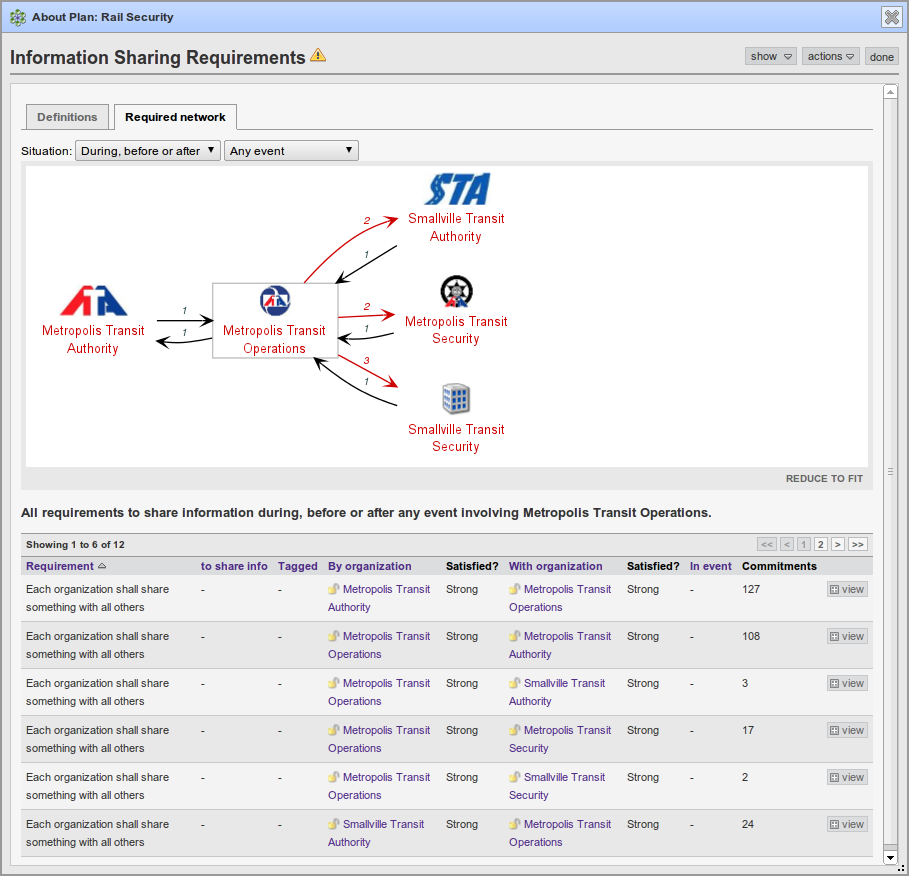 About Plan: Rail Security
Information Sharing Requirements
show
actions
done
Definitions
Required network
Situation: During, before or after Any event
STA
Smallville Transit
Authority
2
1
Metropolis Transit
Authority
1
1
Metropolis Transit
Operations
2
1
Metropolis Transit
Security
3
1
Smallville Transit
Security
REDUCE TO FIT
All requirements to share information during, before or after any event involving Metropolis Transit Operations.
Showing 1 to 6 of 12 << < 1 2 > >>
Requirement to share info Tagged By organization Satisfied? With organization Satisfied? In event Commitments
Each organization shall share - - Metropolis Transit Strong Metropolis Transit Strong - 127 view
something with all others Authority Operations
Each organization shall share - - Metropolis Transit Strong Metropolis Transit Strong - 108 view
something with all others Operations Authority
Each organization shall share - - Metropolis Transit Strong Smallville Transit Strong - 3 view
something with all others Operations Authority
Each organization shall share - - Metropolis Transit Strong Metropolis Transit Strong - 17 view
something with all others Operations Security
Each organization shall share - - Metropolis Transit Strong Smallville Transit Strong - 2 view
something with all others Operations Security
Each organization shall share - - Smallville Transit Strong Metropolis Transit Strong - 24 view
something with all others Authority Operations